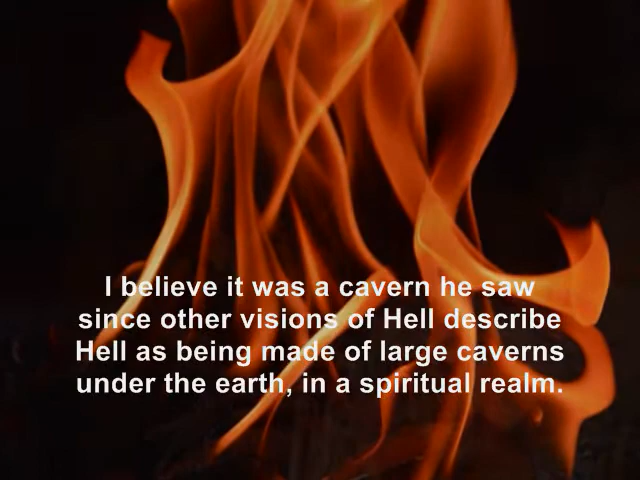 I believe it was a cavern he saw
since other visions of Hell describe
Hell as being made of large caverns
under the earth, in a spiritual realm.